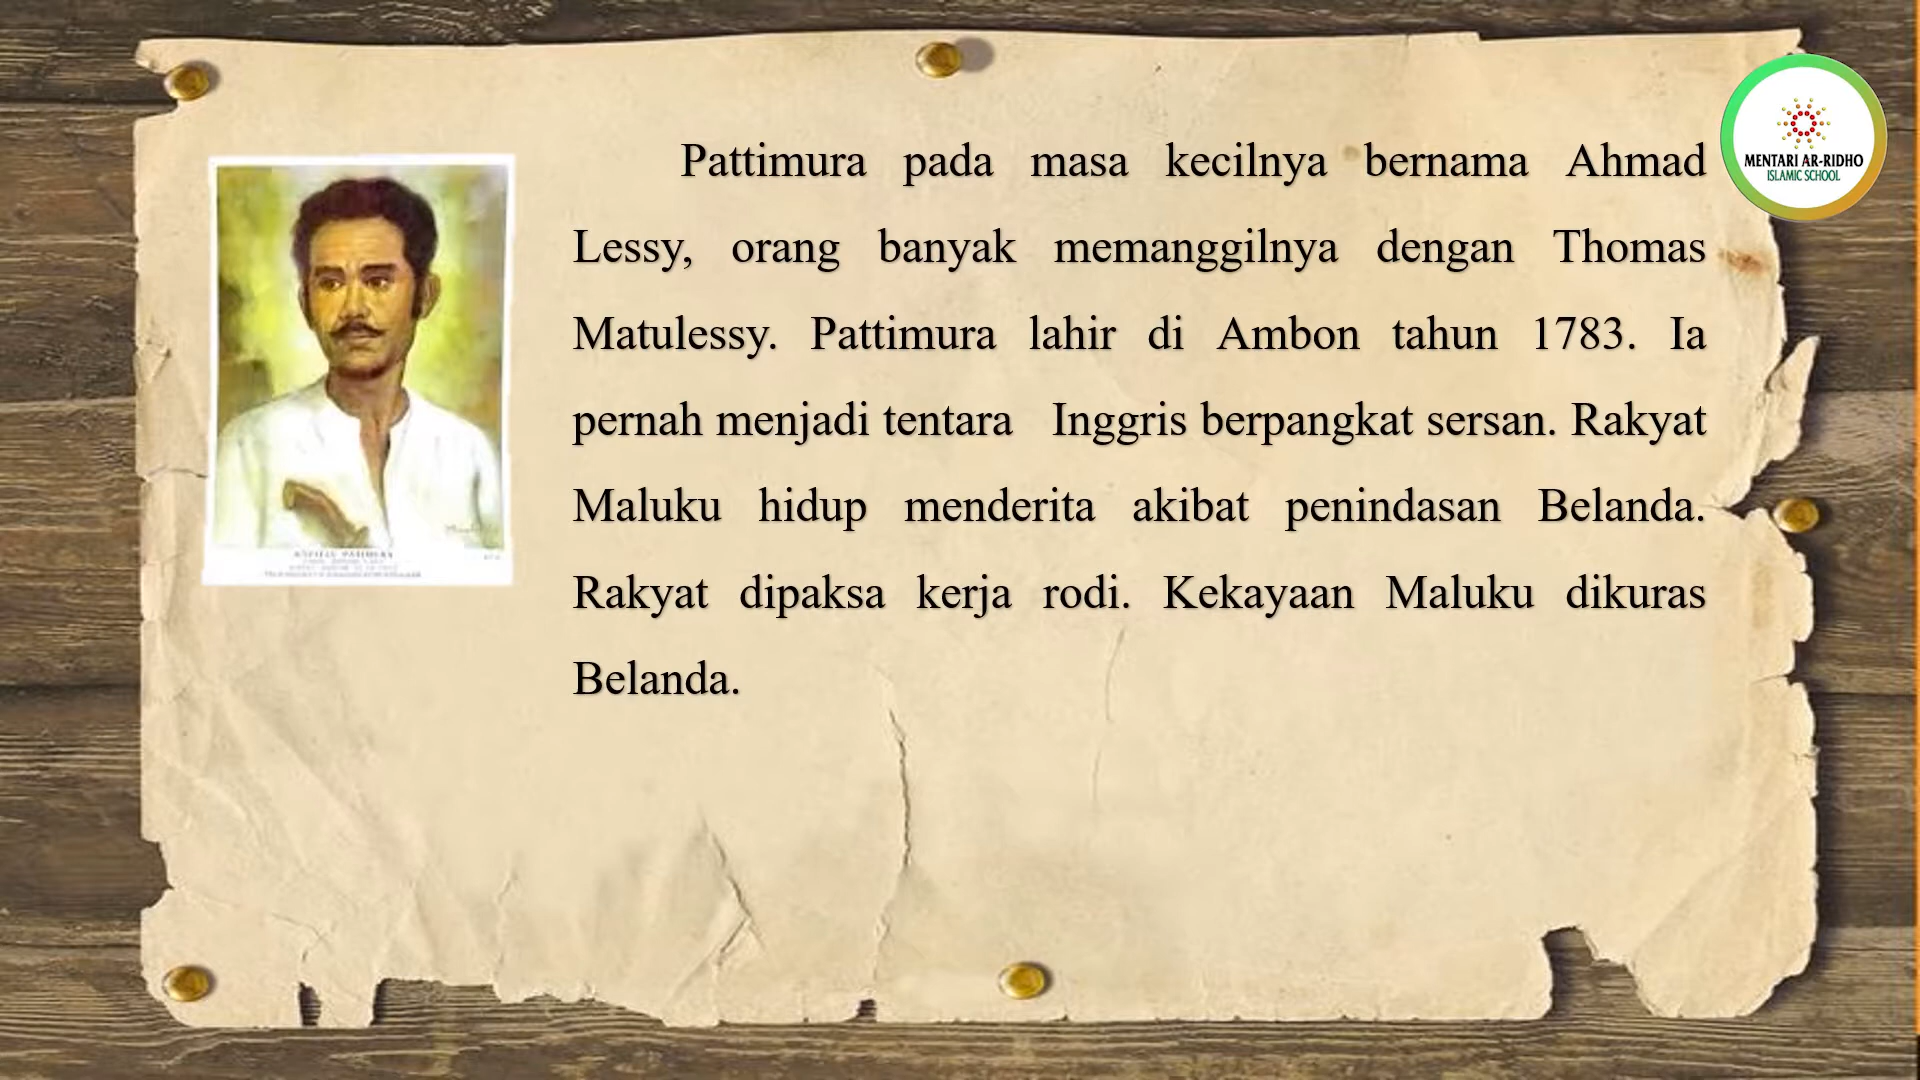 Pattimura pada masa kecilnya bernama Ahmad
Lessy, orang banyak memanggilnya dengan Thomas
Matulessy. Pattimura lahir di Ambon tahun 1783. Ia
pernah menjadi tentara Inggris berpangkat sersan. Rakyat
Maluku hidup menderita akibat penindasan Belanda.
Rakyat dipaksa kerja rodi. Kekayaan Maluku dikuras
Belanda.
MENTARI AR-RIDHO
ISLAMIC SCHOOL